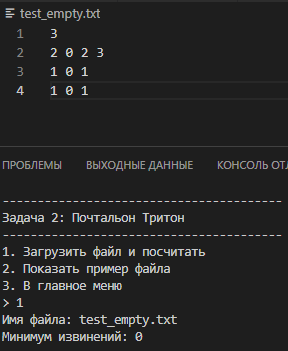 test_empty.txt
1 3
2 2 0 2 3
3 1 0 1
4 1 0 1
ПРОБЛЕМЫ ВЫХОДНЫЕ ДАННЫЕ КОНСОЛЬ ОТЛ
----------------------------------------
Задача 2: Почтальон Тритон
----------------------------------------
1. Загрузить файл и посчитать
2. Показать пример файла
3. В главное меню
> 1
Имя файла: test_empty.txt
Минимум извинений: 0